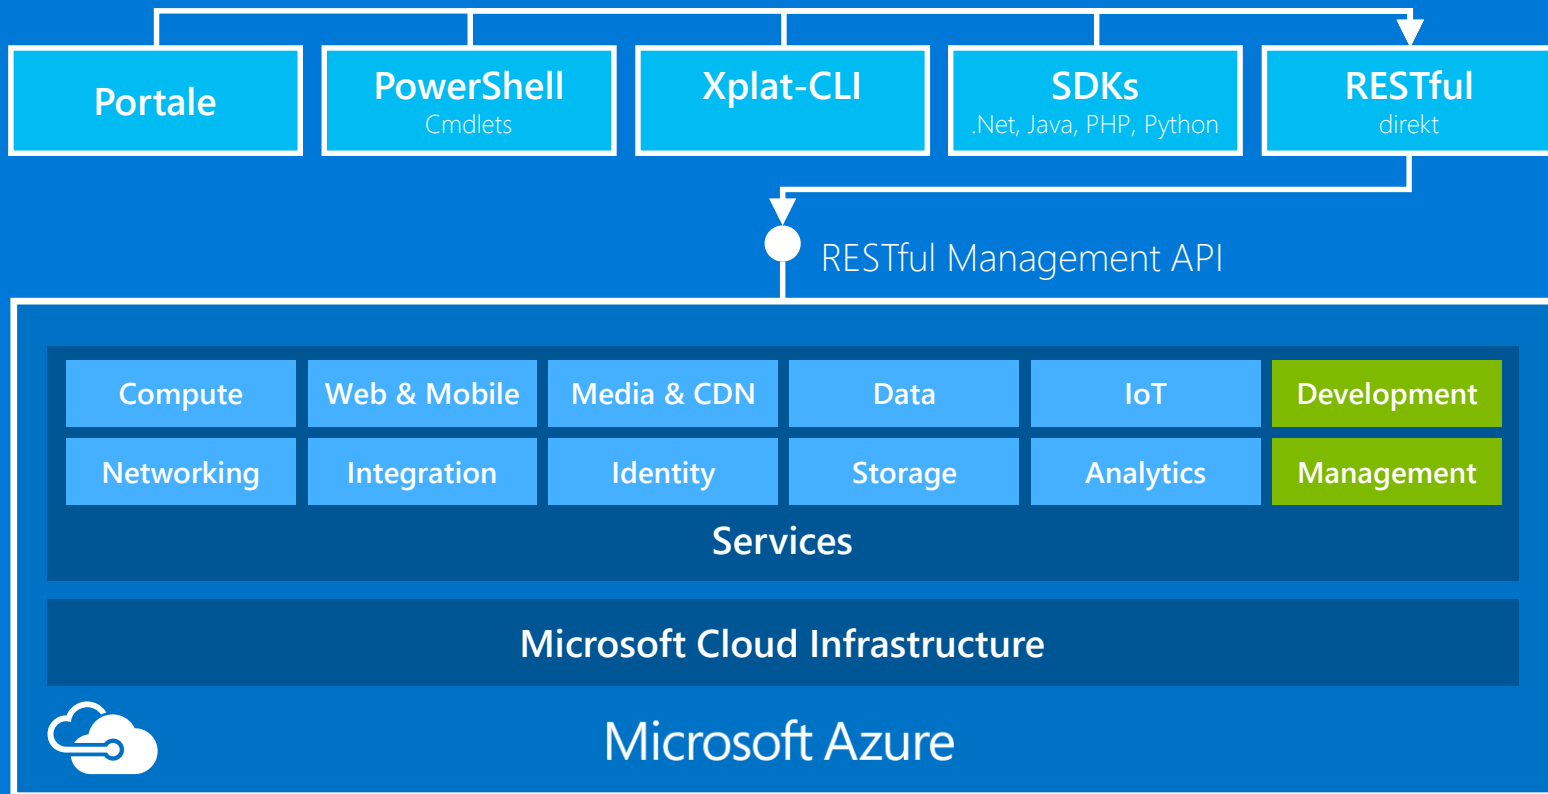 Portale
PowerShell
Cmdlets
Xplat-CLI
SDKs
.Net, Java, PHP, Python
RESTful
direkt
RESTful Management API
Compute
Web & Mobile
Media & CDN
Data
IoT
Development
Networking
Integration
Identity
Storage
Analytics
Management
Services
Microsoft Cloud Infrastructure
Microsoft Azure